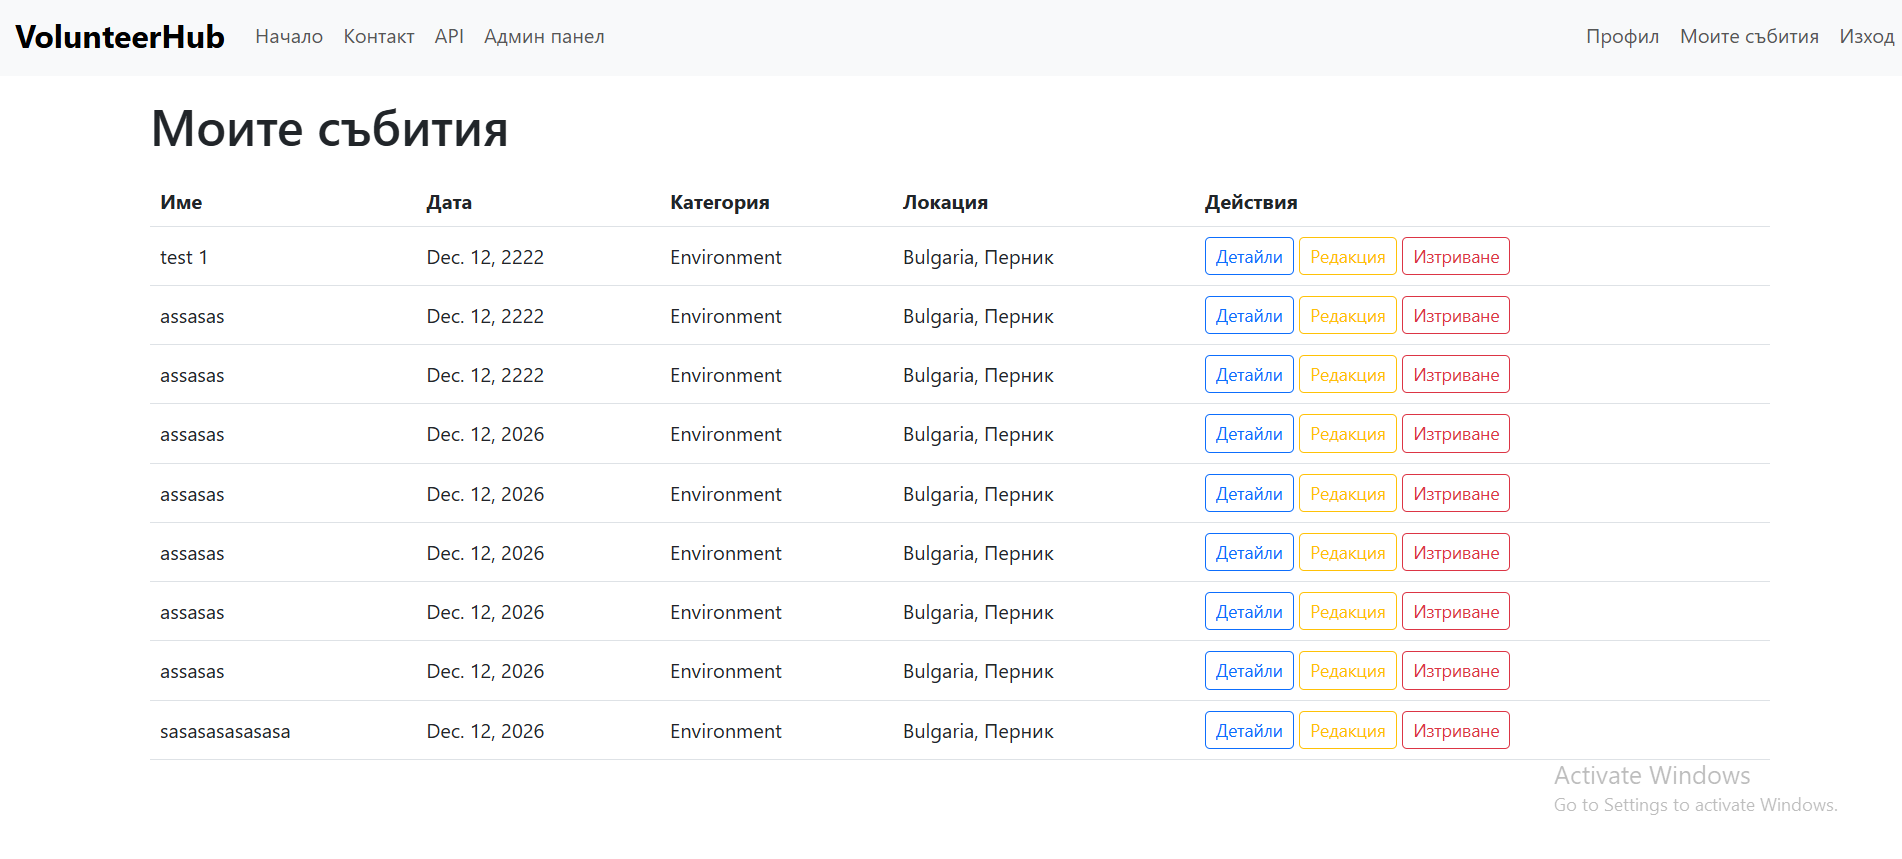 VolunteerHub Начало Контакт API Админ панел Профил Моите събития Изход
Моите събития
Име Дата Категория Локация Действия
test 1 Dec. 12, 2222 Environment Bulgaria, Перник Детайли Редакция Изтриване
assasas Dec. 12, 2222 Environment Bulgaria, Перник Детайли Редакция Изтриване
assasas Dec. 12, 2222 Environment Bulgaria, Перник Детайли Редакция Изтриване
assasas Dec. 12, 2026 Environment Bulgaria, Перник Детайли Редакция Изтриване
assasas Dec. 12, 2026 Environment Bulgaria, Перник Детайли Редакция Изтриване
assasas Dec. 12, 2026 Environment Bulgaria, Перник Детайли Редакция Изтриване
assasas Dec. 12, 2026 Environment Bulgaria, Перник Детайли Редакция Изтриване
assasas Dec. 12, 2026 Environment Bulgaria, Перник Детайли Редакция Изтриване
sasasasasasasa Dec. 12, 2026 Environment Bulgaria, Перник Детайли Редакция Изтриване
Activate Windows
Go to Settings to activate Windows.